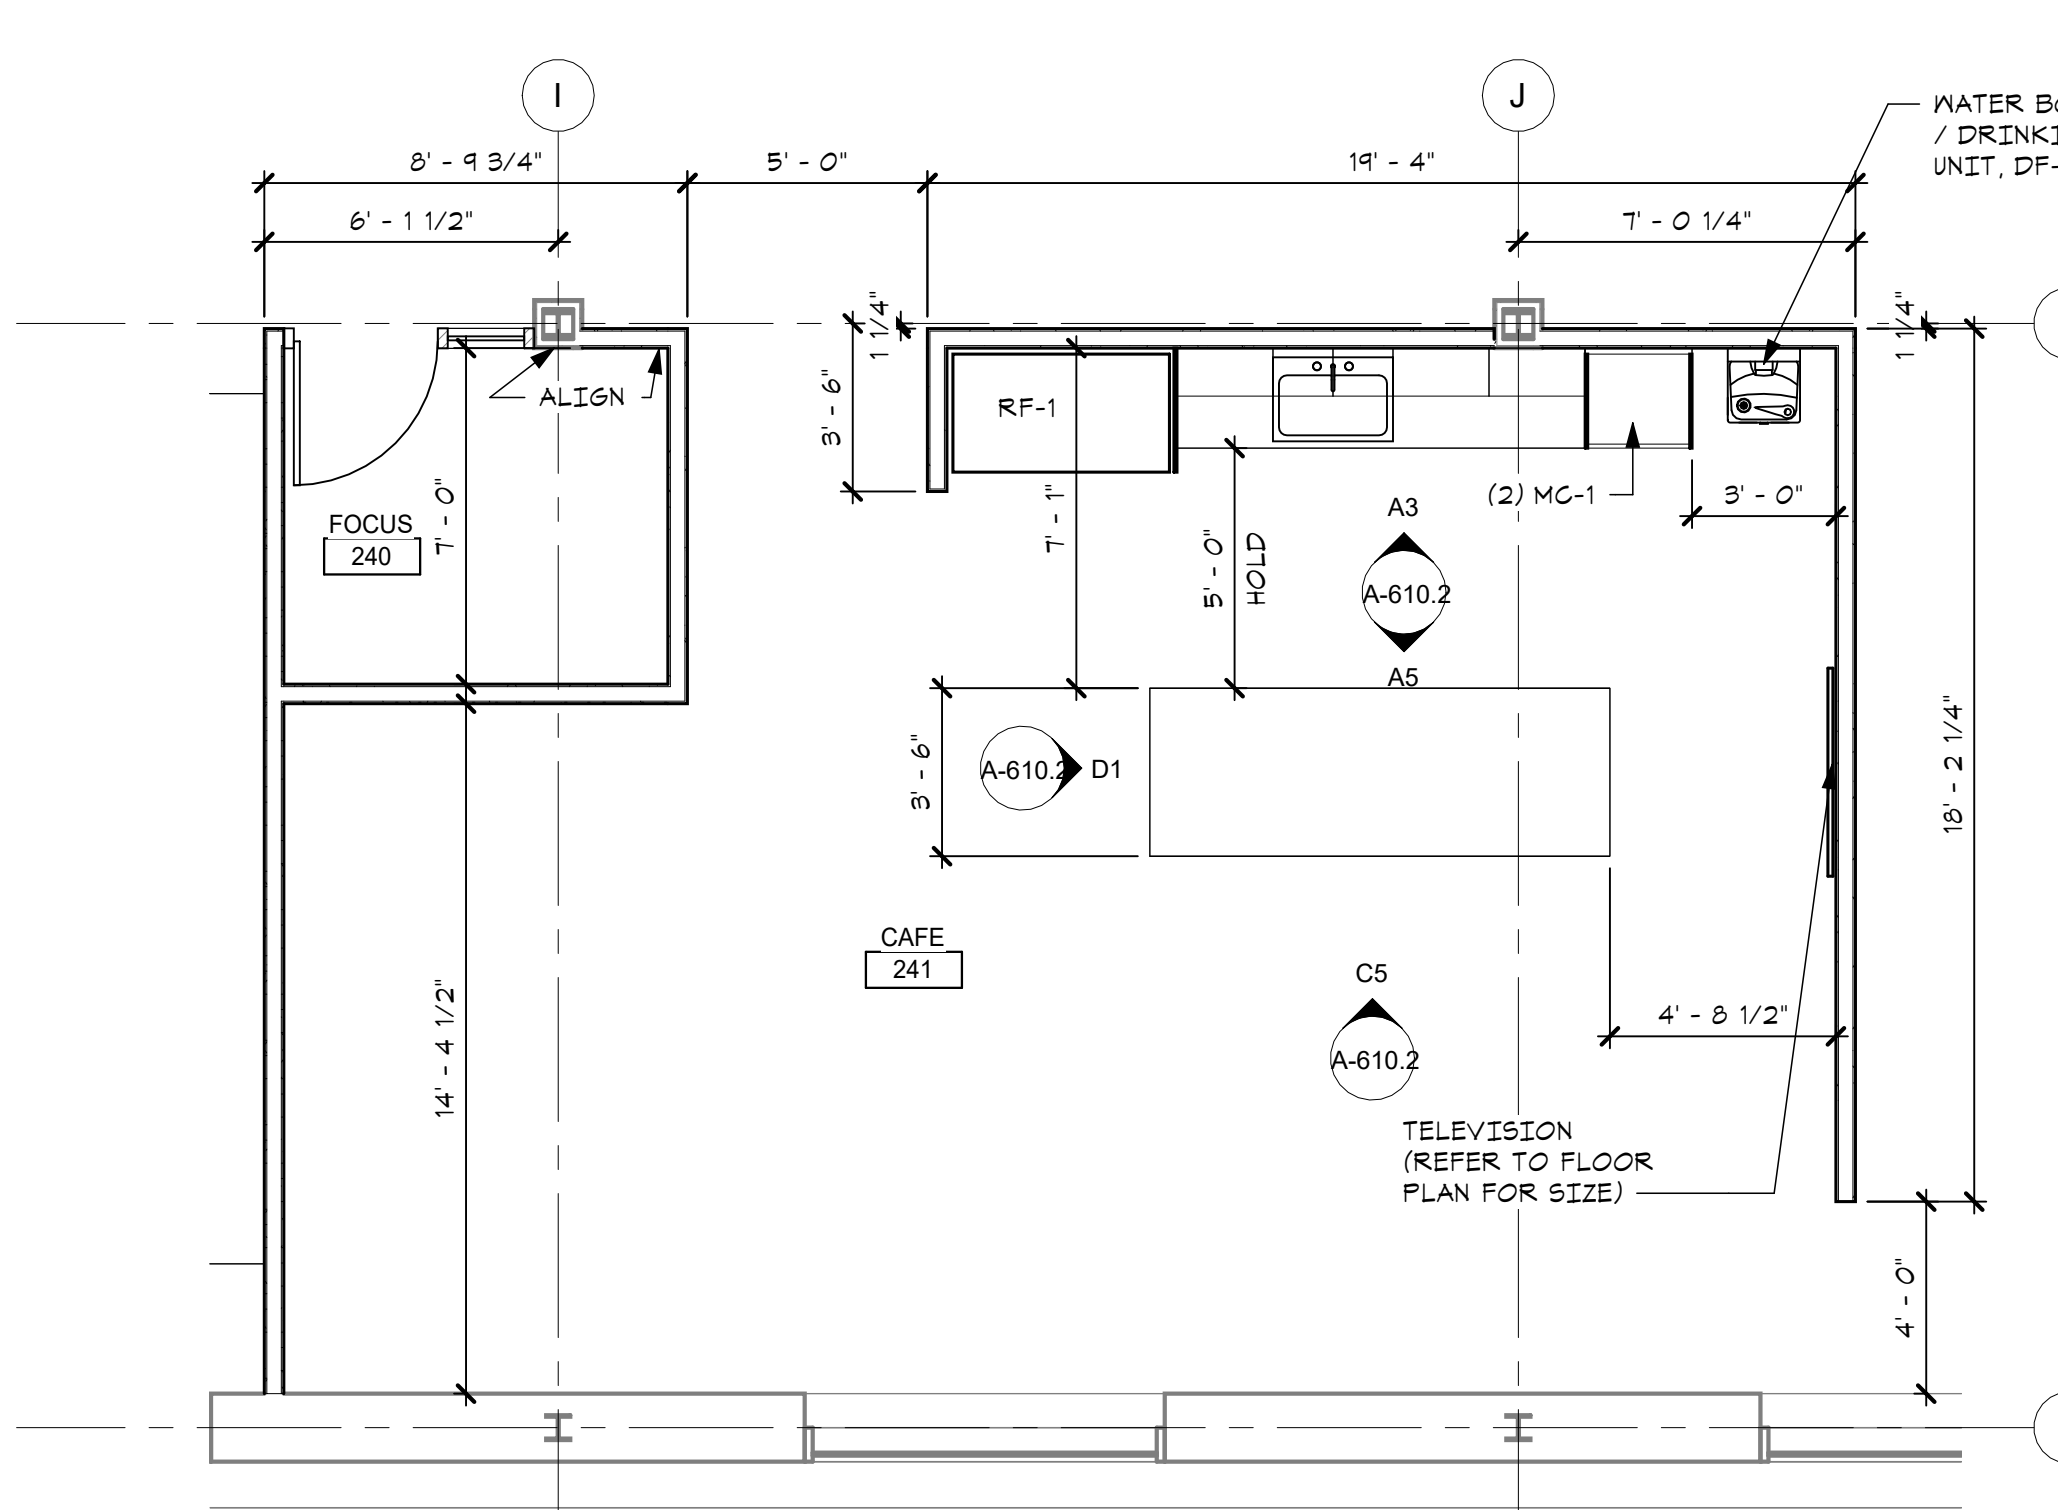 I
J
WATER BO
/ DRINKI
UNIT, DF-
8' - 9 3/4"
5' - 0"
19' - 4"
6' - 1 1/2"
7' - 0 1/4"
1 1/4"
1 1/4"
3' - 6"
ALIGN
RF-1
(2) MC-1
3' - 0"
7' - 0"
7' - 1"
5' - 0"
HOLD
FOCUS
240
A3
A-610.2
A5
3' - 6"
A-610.2
D1
18' - 2 1/4"
CAFE
241
C5
A-610.2
4' - 8 1/2"
14' - 4 1/2"
TELEVISION
(REFER TO FLOOR
PLAN FOR SIZE)
4' - 0"